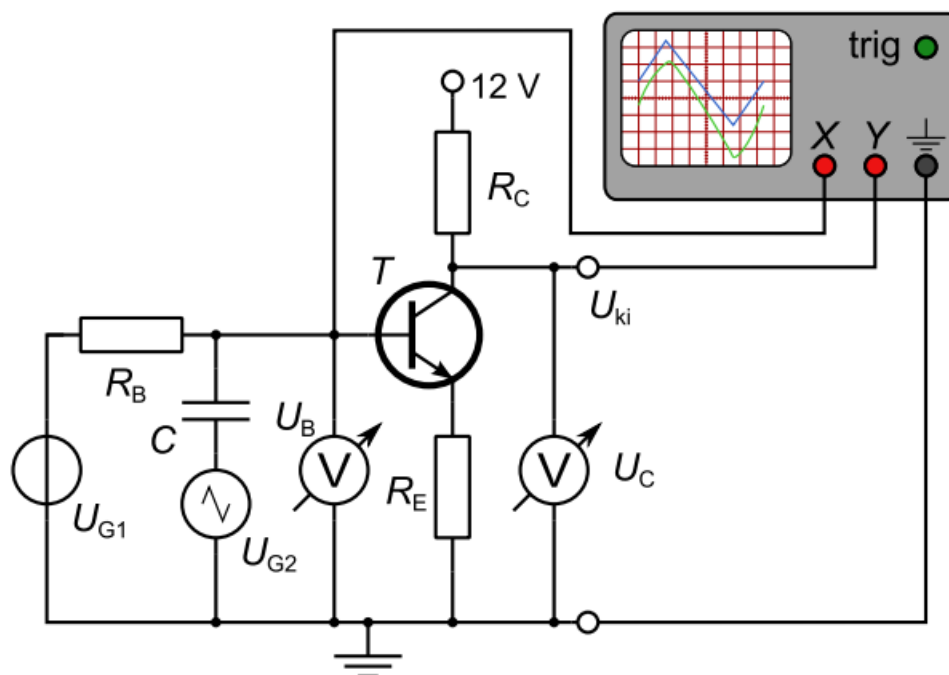 trig
X Y
12 V
R_C
T
U_ki
R_B
C
U_B
V
V
U_C
R_E
U_G1
U_G2